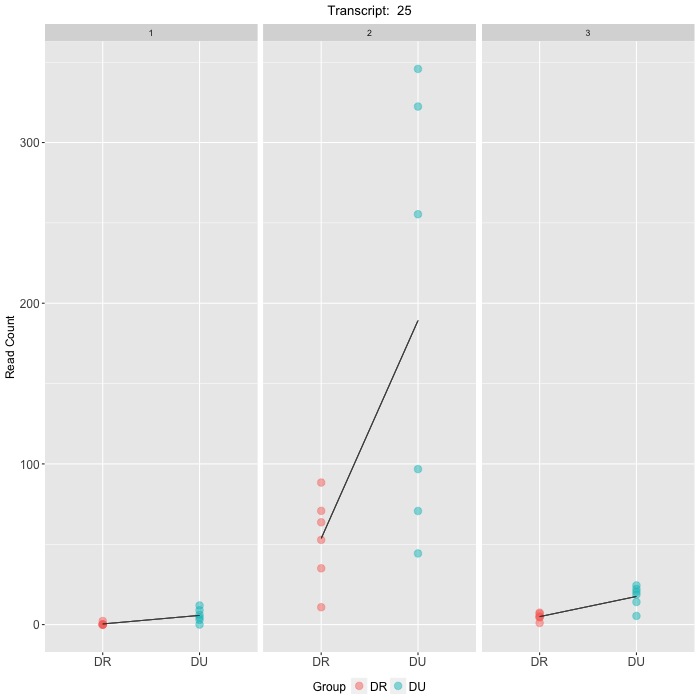 Transcript: 25
1 2 3
300
200
100
0
Read Count
DR DU DR DU DR DU
Group DR DU